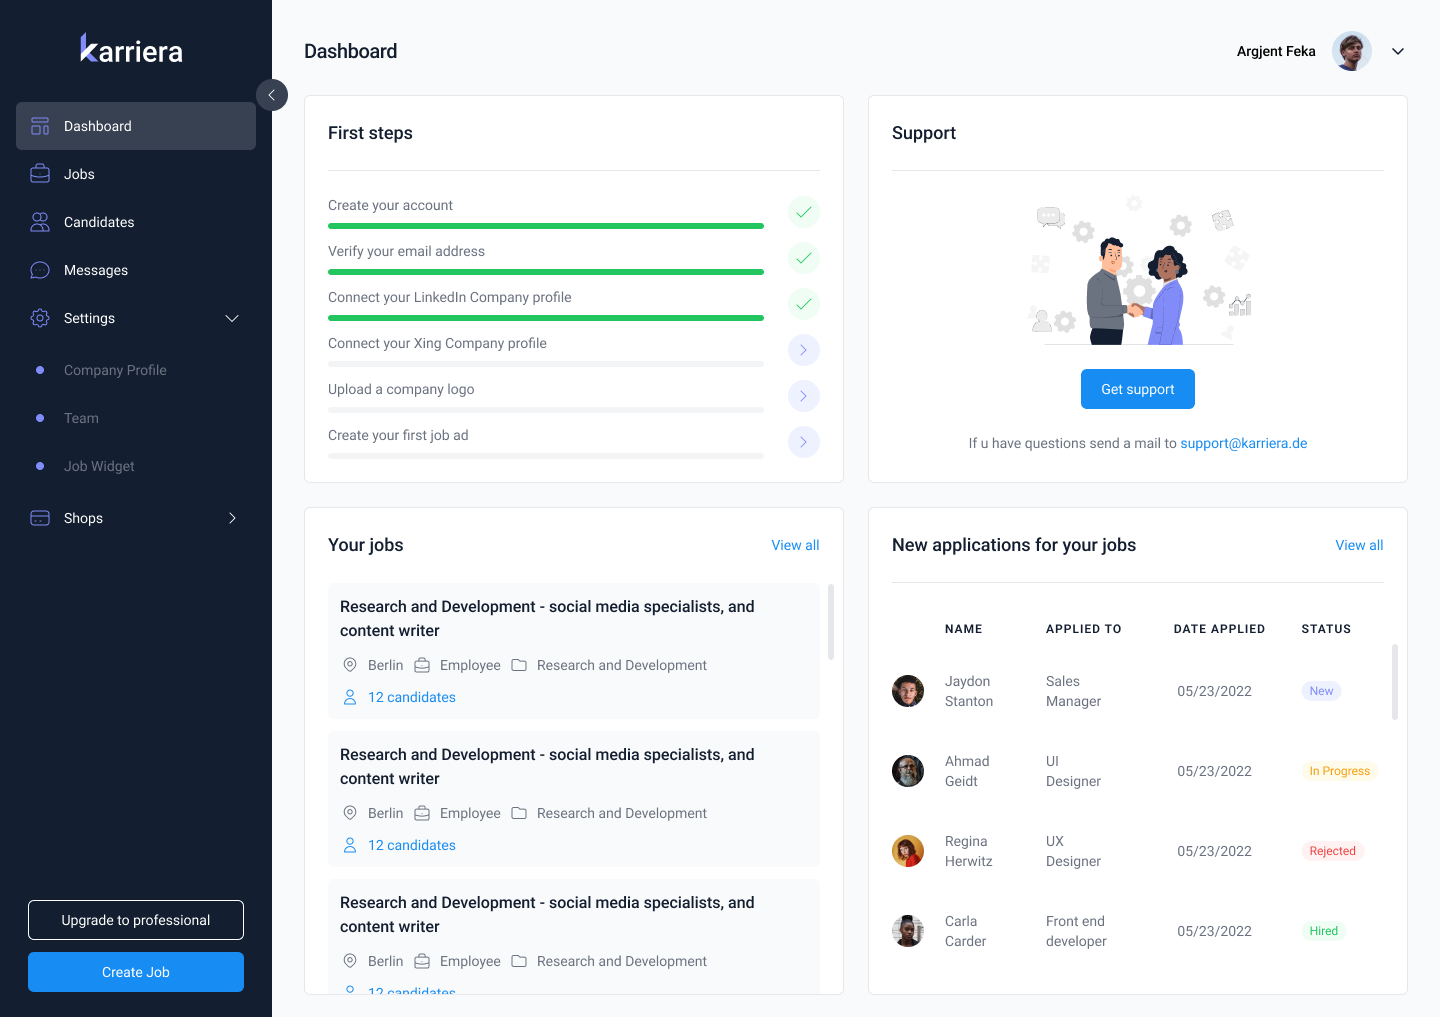 karriera
Dashboard
Jobs
Candidates
Messages
Settings
Company Profile
Team
Job Widget
Shops
Upgrade to professional
Create Job
Dashboard
Argjent Feka
First steps
Create your account
Verify your email address
Connect your LinkedIn Company profile
Connect your Xing Company profile
Upload a company logo
Create your first job ad
Support
Get support
If u have questions send a mail to support@karriera.de
Your jobs
View all
Research and Development - social media specialists, and
content writer
Berlin Employee Research and Development
12 candidates
Research and Development - social media specialists, and
content writer
Berlin Employee Research and Development
12 candidates
Research and Development - social media specialists, and
content writer
Berlin Employee Research and Development
12 candidates
New applications for your jobs
View all
NAME APPLIED TO DATE APPLIED STATUS
Jaydon Sales
Stanton Manager 05/23/2022 New
Ahmad UI
Geidt Designer 05/23/2022 In Progress
Regina UX
Herwitz Designer 05/23/2022 Rejected
Carla Front end
Carder developer 05/23/2022 Hired